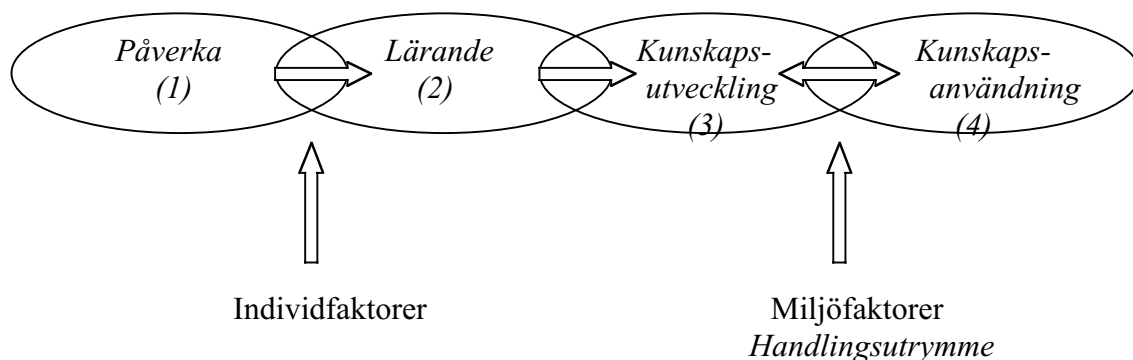 Påverka
(1)
Lärande
(2)
Kunskaps-
utveckling
(3)
Kunskaps-
användning
(4)
Individfaktorer
Miljöfaktorer
Handlingsutrymme